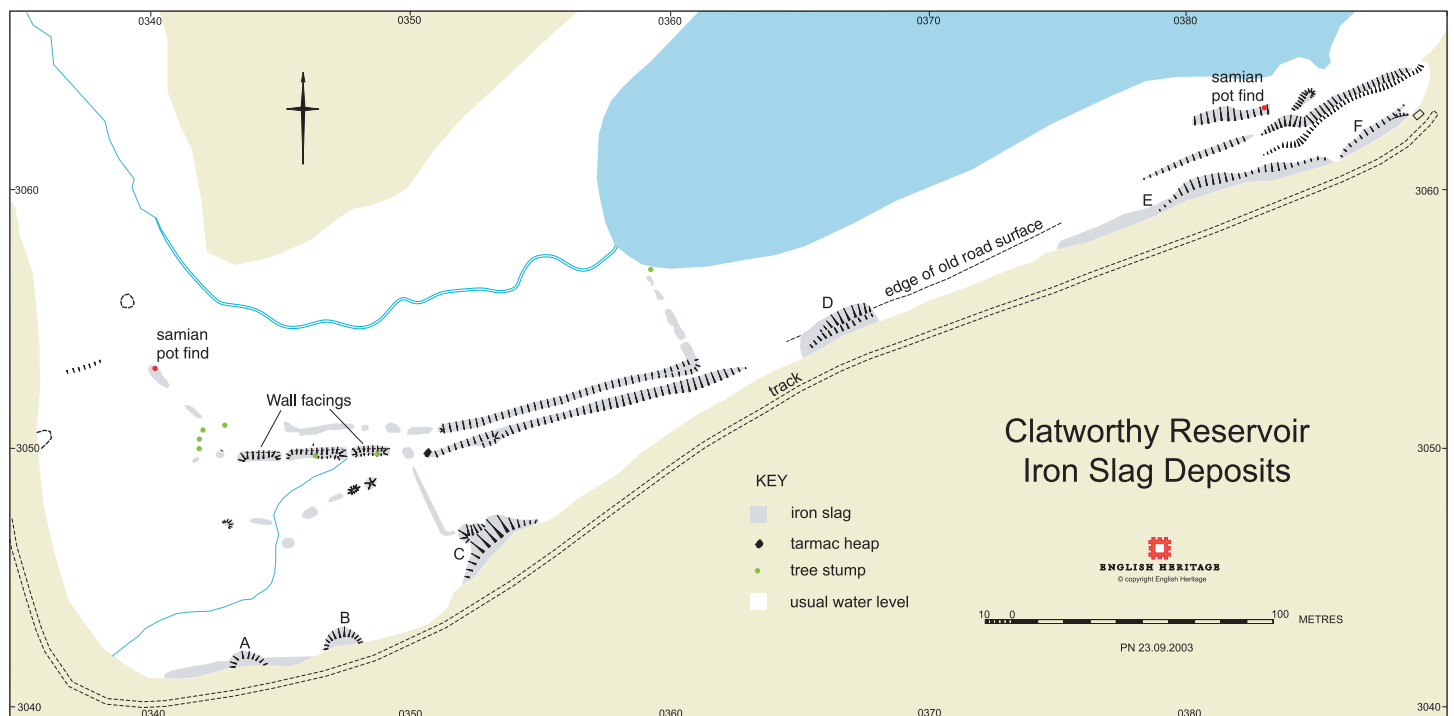 0340
0350
0360
0370
0380
samian
pot find
F
3060
3060
E
edge of old road surface
D
samian
pot find
track
Wall facings
Clatworthy Reservoir
Iron Slag Deposits
3050
3050
KEY
iron slag
tarmac heap
tree stump
usual water level
C
ENGLISH HERITAGE
© copyright English Heritage
10 0 100 METRES
PN 23.09.2003
B
A
3040
3040
0340
0350
0360
0370
0380